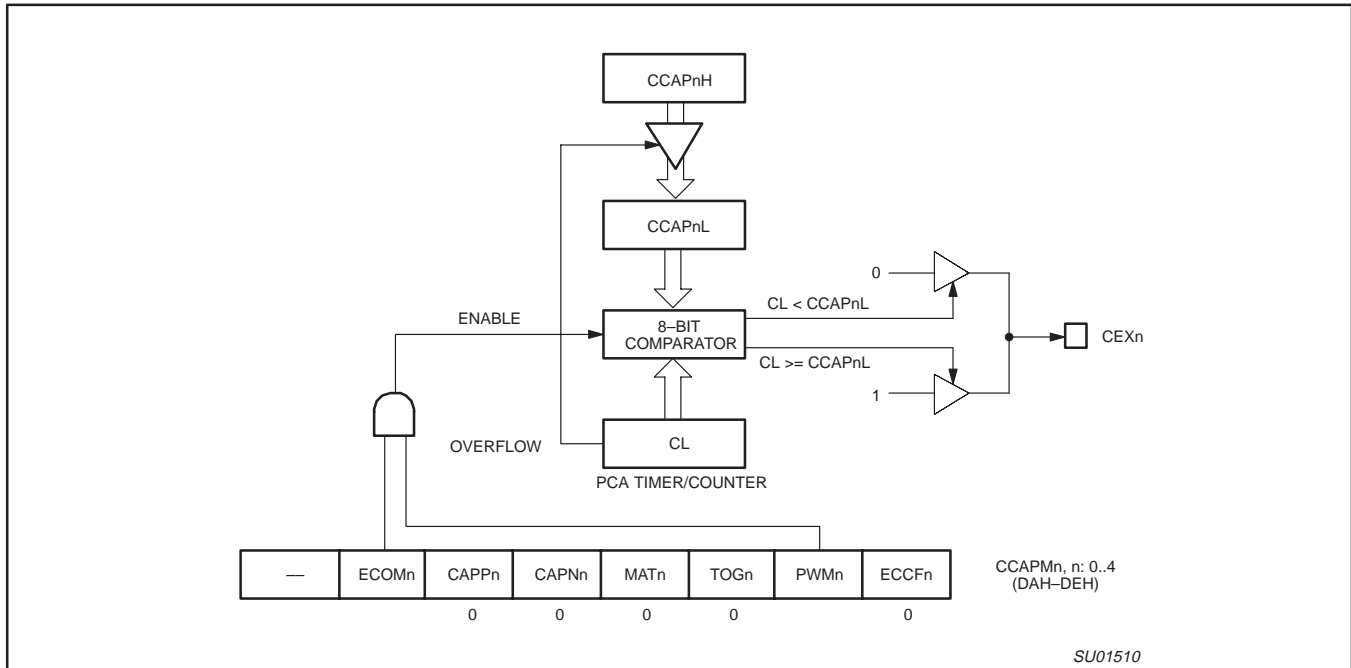 CCAPnH
CCAPnL
0
CL < CCAPnL
ENABLE
8–BIT
COMPARATOR
CEXn
CL >= CCAPnL
1
OVERFLOW
CL
PCA TIMER/COUNTER
— ECOMn CAPPn CAPNn MATn TOGn PWMn ECCFn
CCAPMn, n: 0..4
(DAH–DEH)
0 0 0 0 0
SU01510